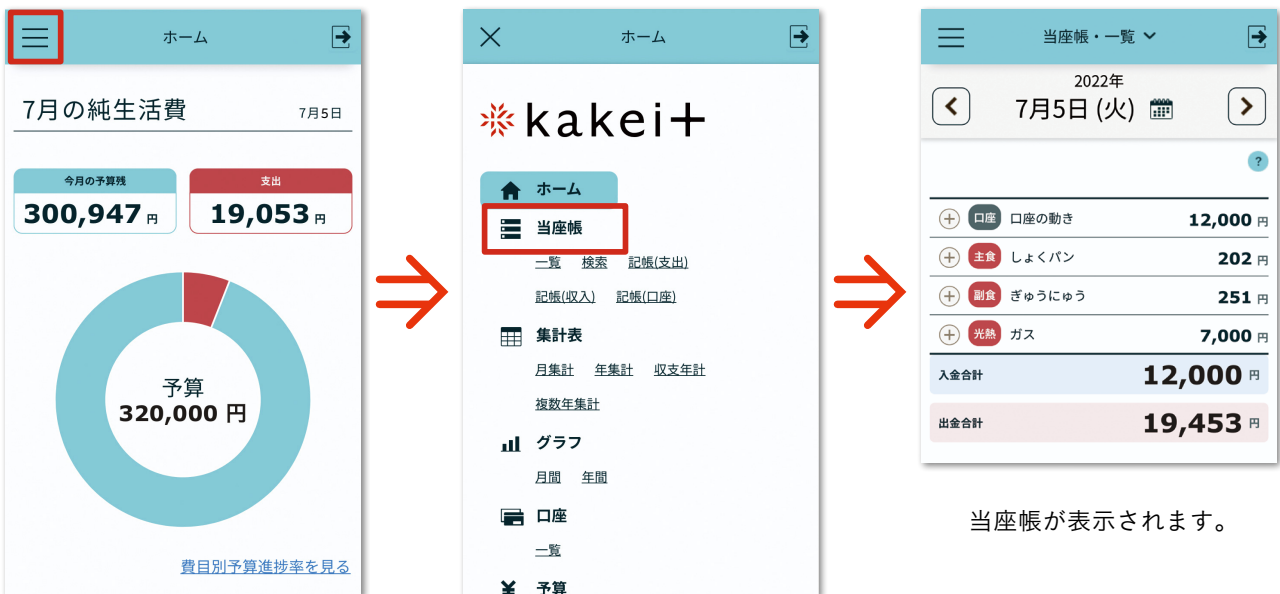 ホーム
7月の純生活費 7月5日
今月の予算残
300,947 円
支出
19,053 円
予算
320,000 円
費目別予算進捗率を見る
ホーム
kakei+
ホーム
当座帳
一覧 検索 記帳(支出)
記帳(収入) 記帳(口座)
集計表
月集計 年集計 収支年計
複数年集計
グラフ
月間 年間
口座
一覧
予算
当座帳・一覧
2022年
7月5日 (火)
?
口座 口座の動き 12,000 円
主食 しょくパン 202 円
副食 ぎゅうにゅう 251 円
光熱 ガス 7,000 円
入金合計 12,000 円
出金合計 19,453 円
当座帳が表示されます。